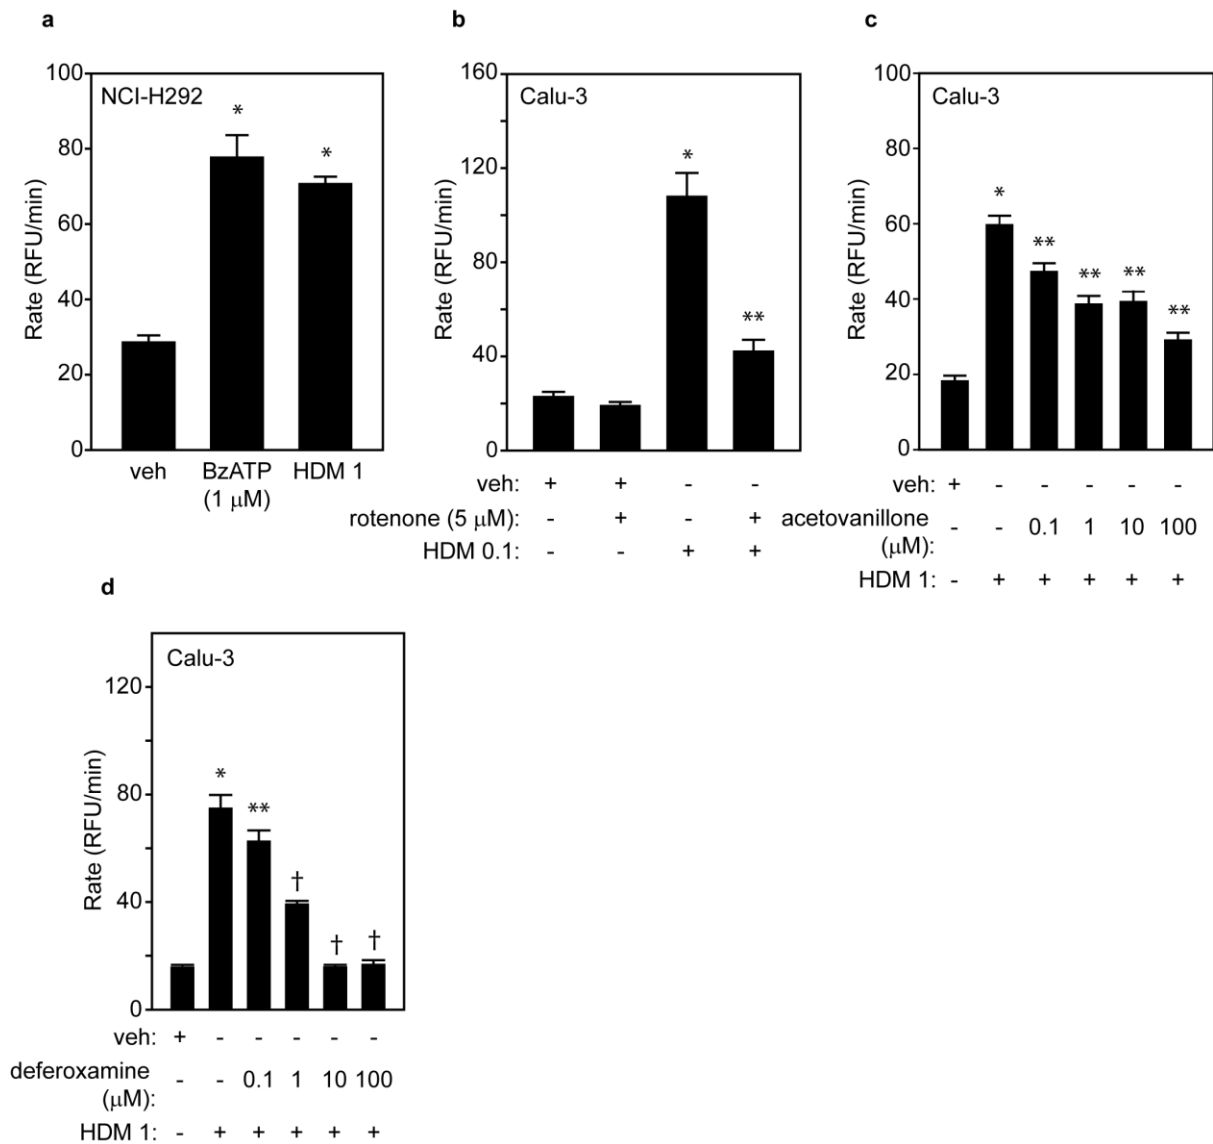 a
100
80
60
40
20
0
Rate (RFU/min)
NCI-H292
*
*
veh
BzATP
(1 μM)
HDM 1
b
160
120
80
40
0
Rate (RFU/min)
Calu-3
*
**
veh: + + - -
rotenone (5 μM): - + - +
HDM 0.1: - - + +
c
100
80
60
40
20
0
Rate (RFU/min)
Calu-3
*
**
**
**
**
veh: + - - - - -
acetovanillone
(μM): - - 0.1 1 10 100
HDM 1: - + + + + +
d
120
80
40
0
Rate (RFU/min)
Calu-3
*
**
†
†
†
veh: + - - - - -
deferoxamine
(μM): - - 0.1 1 10 100
HDM 1: - + + + + +